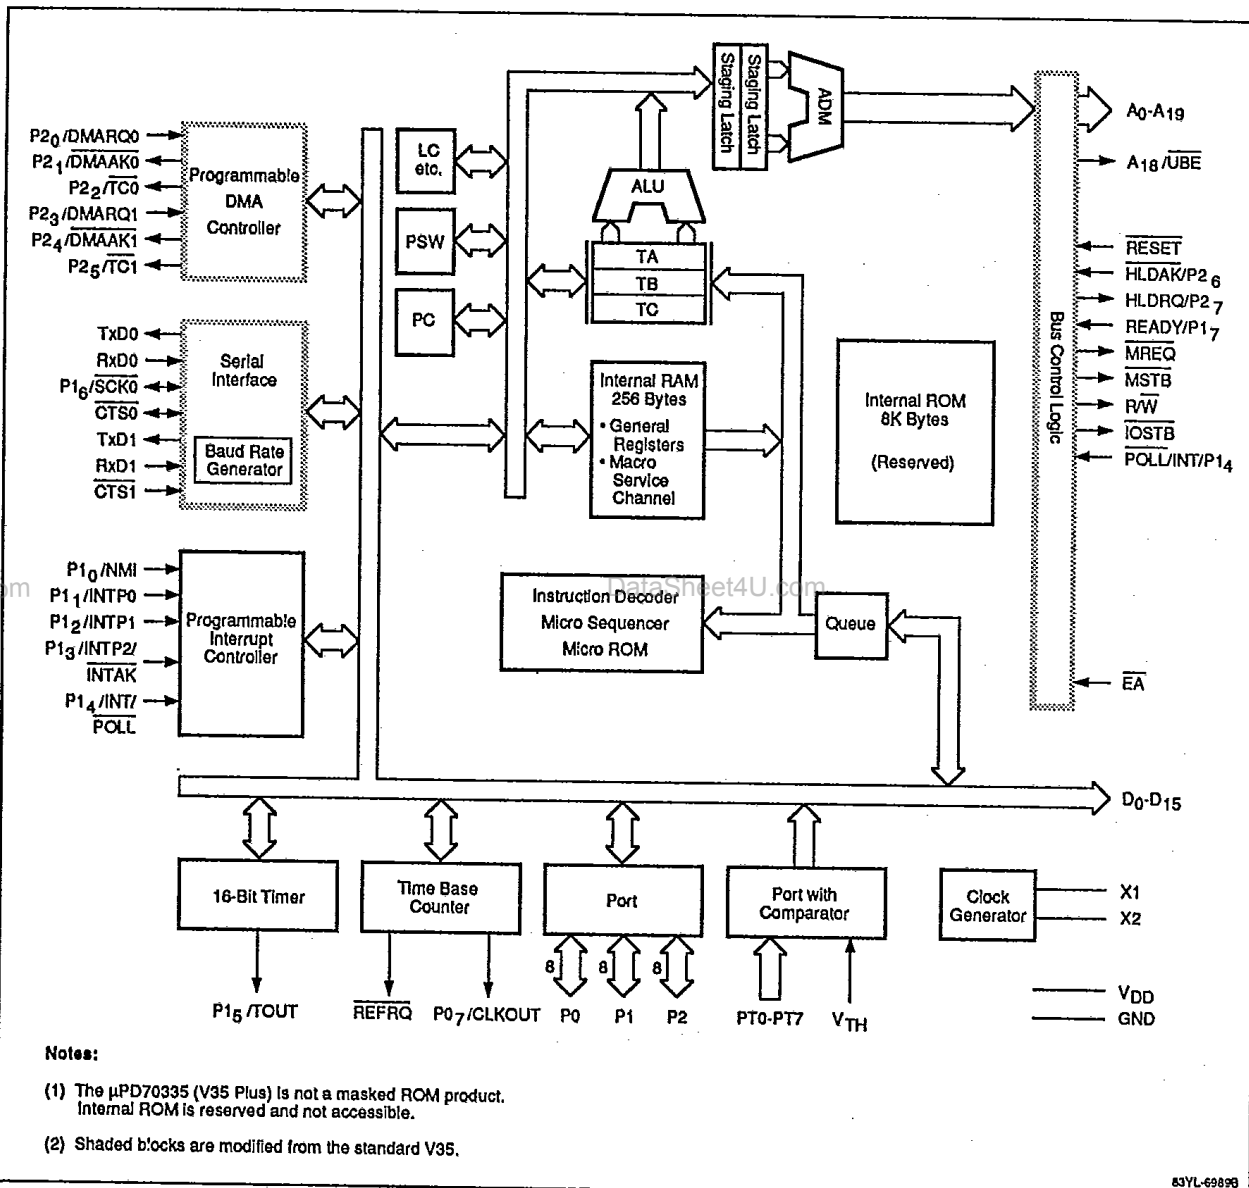 P20/DMARQ0
P21/DMAAK0
P22/TC0
P23/DMARQ1
P24/DMAAK1
P25/TC1
Programmable
DMA
Controller
TxD0
RxD0
P16/SCK0
CTS0
TxD1
RxD1
CTS1
Serial
Interface
Baud Rate
Generator
P10/NMI
P11/INTP0
P12/INTP1
P13/INTP2/
INTAK
P14/INT/
POLL
Programmable
Interrupt
Controller
LC
etc.
PSW
PC
Staging Latch
Staging Latch
ADM
ALU
TA
TB
TC
Internal RAM
256 Bytes
• General
Registers
• Macro
Service
Channel
Internal ROM
8K Bytes
(Reserved)
Instruction Decoder
Micro Sequencer
Micro ROM
Queue
om
DataSheet4U.com
Bus Control Logic
A0-A19
A18/UBE
RESET
HLDAK/P26
HLDRQ/P27
READY/P17
MREQ
MSTB
R/W
IOSTB
POLL/INT/P14
EA
D0-D15
16-Bit Timer
Time Base
Counter
Port
Port with
Comparator
Clock
Generator
X1
X2
8
8
8
P15/TOUT
REFRQ
P07/CLKOUT
P0
P1
P2
PT0-PT7
VTH
VDD
GND
Notes:
(1) The µPD70335 (V35 Plus) is not a masked ROM product.
Internal ROM is reserved and not accessible.
(2) Shaded blocks are modified from the standard V35.
83YL-6989B